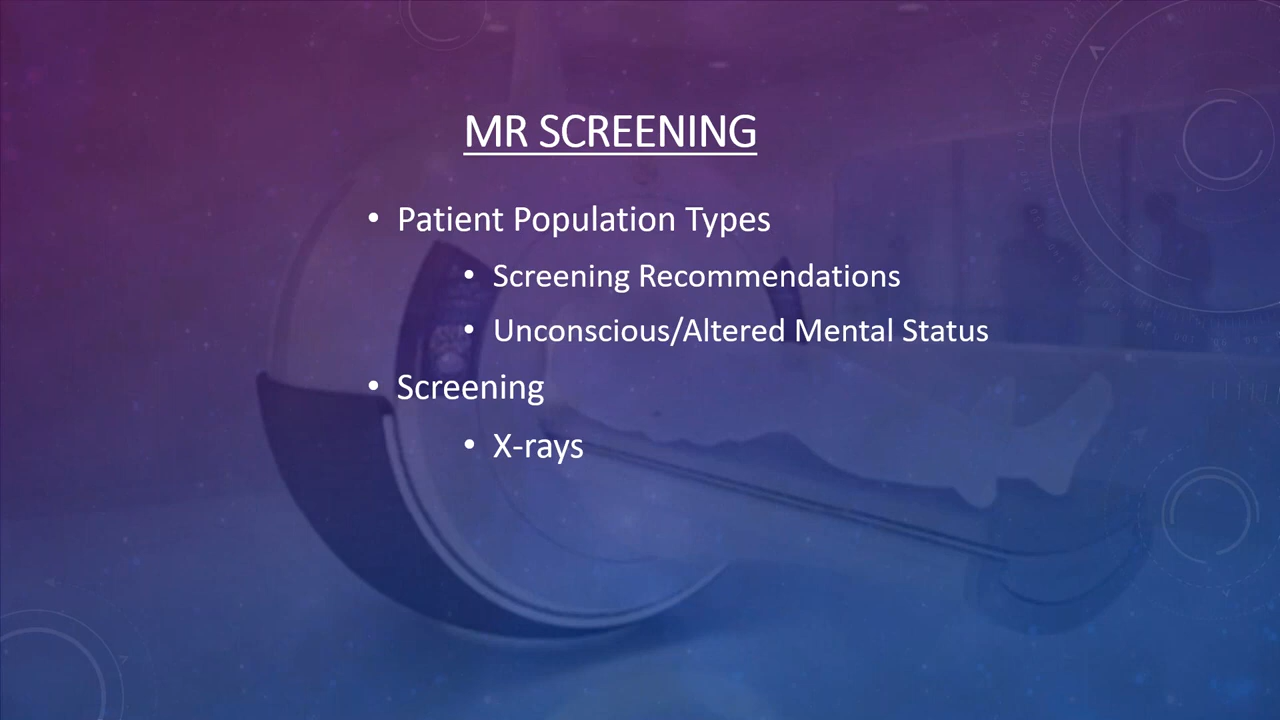 MR SCREENING
• Patient Population Types
• Screening Recommendations
• Unconscious/Altered Mental Status
• Screening
• X-rays